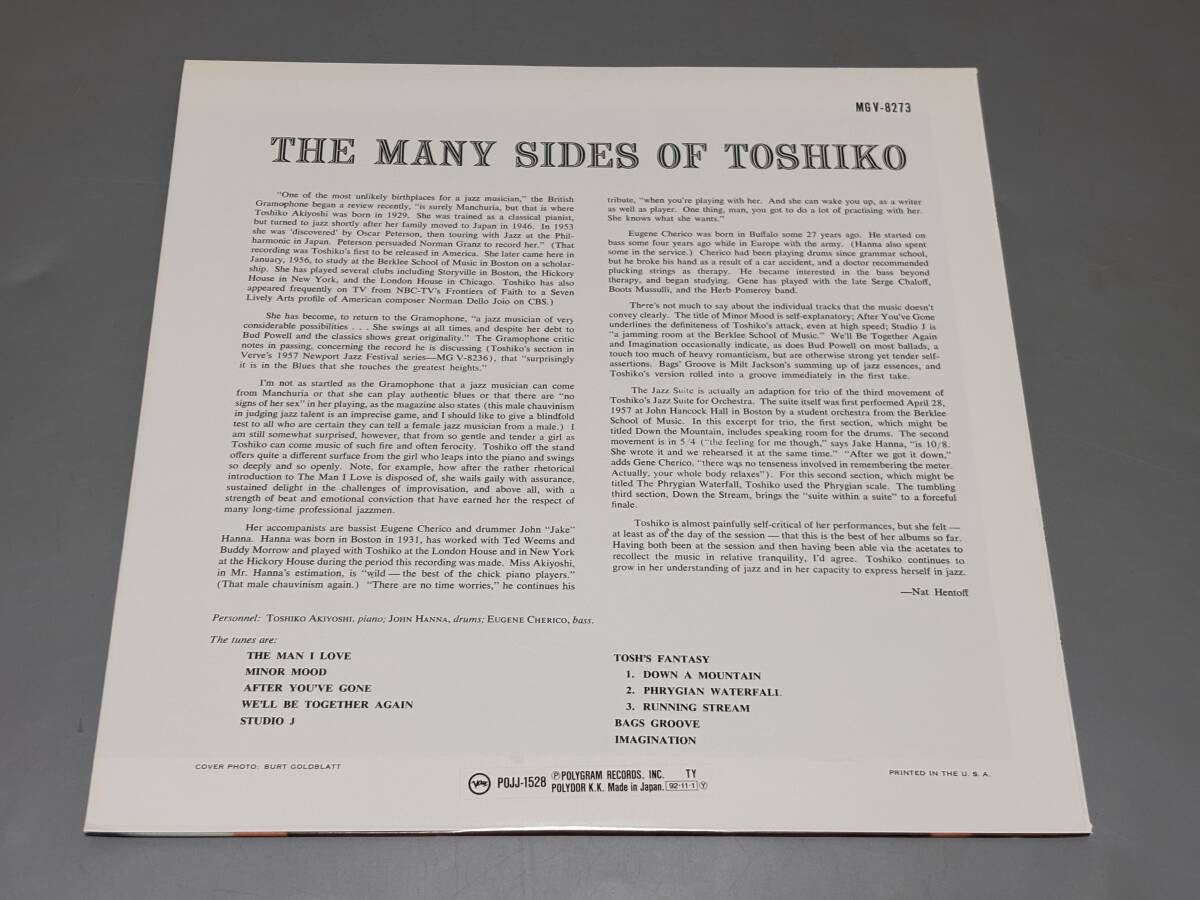 MG V-8273
THE MANY SIDES OF TOSHIKO
"One of the most unlikely birthplaces for a jazz musician," the British
Gramophone began a review recently, "is surely Manchuria, but that is where
Toshiko Akiyoshi was born in 1929. She was trained as a classical pianist,
but turned to jazz shortly after her family moved to Japan in 1946. In 1953
she was 'discovered' by Oscar Peterson, then touring with Jazz at the Phil-
harmonic in Japan. Peterson persuaded Norman Granz to record her." (That
recording was Toshiko's first to be released in America. She later came here in
January, 1956, to study at the Berklee School of Music in Boston on a scholar-
ship. She has played several clubs including Storyville in Boston, the Hickory
House in New York, and the London House in Chicago. Toshiko has also
appeared frequently on TV from NBC-TV's Frontiers of Faith to a Seven
Lively Arts profile of American composer Norman Dello Joio on CBS.)
She has become, to return to the Gramophone, "a jazz musician of very
considerable possibilities . . . She swings at all times, and despite her debt to
Bud Powell and the classics shows great originality." The Gramophone critic
notes in passing, concerning the record he is discussing (Toshiko's section in
Verve's 1957 Newport Jazz Festival series—MG V-8236), that "surprisingly
it is in the Blues that she touches the greatest heights."
I'm not as startled as the Gramophone that a jazz musician can come
from Manchuria or that she can play authentic blues or that there are "no
signs of her sex" in her playing, as the magazine also states (this male chauvinism
in judging jazz talent is an imprecise game, and I should like to give a blindfold
test to all who are certain they can tell a female jazz musician from a male.) I
am still somewhat surprised, however, that from so gentle and tender a girl as
Toshiko can come music of such fire and often ferocity. Toshiko off the stand
offers quite a different surface from the girl who leaps into the piano and swings
so deeply and so openly. Note, for example, how after the rather rhetorical
introduction to The Man I Love is disposed of, she wails gaily with assurance,
sustained delight in the challenges of improvisation, and above all, with a
strength of beat and emotional conviction that have earned her the respect of
many long-time professional jazzmen.
Her accompanists are bassist Eugene Cherico and drummer John "Jake"
Hanna. Hanna was born in Boston in 1931, has worked with Ted Weems and
Buddy Morrow and played with Toshiko at the London House and in New York
at the Hickory House during the period this recording was made. Miss Akiyoshi,
in Mr. Hanna's estimation, is "wild — the best of the chick piano players."
(That male chauvinism again.) "There are no time worries," he continues his
tribute, "when you're playing with her. And she can wake you up, as a writer
as well as player. One thing, man, you got to do a lot of practising with her.
She knows what she wants."
Eugene Cherico was born in Buffalo some 27 years ago. He started on
bass some four years ago while in Europe with the army. (Hanna also spent
some in the service.) Cherico had been playing drums since grammar school,
but he broke his hand as a result of a car accident, and a doctor recommended
plucking strings as therapy. He became interested in the bass beyond
therapy, and began studying. Gene has played with the late Serge Chaloff,
Boots Mussulli, and the Herb Pomeroy band.
There's not much to say about the individual tracks that the music doesn't
convey clearly. The title of Minor Mood is self-explanatory; After You've Gone
underlines the definiteness of Toshiko's attack, even at high speed; Studio J is
"a jamming room at the Berklee School of Music." We'll Be Together Again
and Imagination occasionally indicate, as does Bud Powell on most ballads, a
touch too much of heavy romanticism, but are otherwise strong yet tender self-
assertions. Bags' Groove is Milt Jackson's summing up of jazz essences, and
Toshiko's version rolled into a groove immediately in the first take.
The Jazz Suite is actually an adaption for trio of the third movement of
Toshiko's Jazz Suite for Orchestra. The suite itself was first performed April 28,
1957 at John Hancock Hall in Boston by a student orchestra from the Berklee
School of Music. In this excerpt for trio, the first section, which might be
titled Down the Mountain, includes speaking room for the drums. The second
movement is in 5/4 ("the feeling for me though," says Jake Hanna, "is 10/8.
She wrote it and we rehearsed it at the same time." "After we got it down,"
adds Gene Cherico, "there was no tenseness involved in remembering the meter.
Actually, your whole body relaxes"). For this second section, which might be
titled The Phrygian Waterfall, Toshiko used the Phrygian scale. The tumbling
third section, Down the Stream, brings the "suite within a suite" to a forceful
finale.
Toshiko is almost painfully self-critical of her performances, but she felt —
at least as of the day of the session — that this is the best of her albums so far.
Having both been at the session and then having been able via the acetates to
recollect the music in relative tranquility, I'd agree. Toshiko continues to
grow in her understanding of jazz and in her capacity to express herself in jazz.
—Nat Hentoff
Personnel: TOSHIKO AKIYOSHI, piano; JOHN HANNA, drums; EUGENE CHERICO, bass.
The tunes are:
THE MAN I LOVE
MINOR MOOD
AFTER YOU'VE GONE
WE'LL BE TOGETHER AGAIN
STUDIO J
TOSH'S FANTASY
1. DOWN A MOUNTAIN
2. PHRYGIAN WATERFALL
3. RUNNING STREAM
BAGS GROOVE
IMAGINATION
COVER PHOTO: BURT GOLDBLATT
Verve POJJ-1528 ℗POLYGRAM RECORDS, INC. TY
POLYDOR K.K. Made in Japan. 92·11·1 Ⓨ
PRINTED IN THE U. S. A.